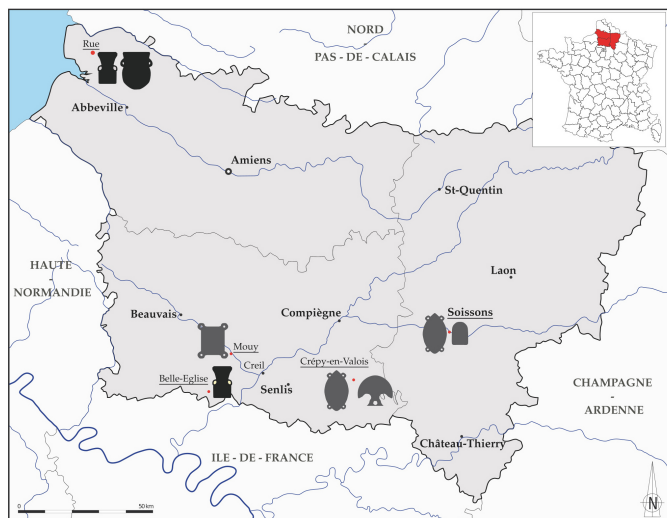 NORD
-
PAS - DE - CALAIS
Rue
Abbeville
Amiens
St-Quentin
HAUTE
-
NORMANDIE
Laon
Beauvais
Compiègne
Soissons
Mouy
Creil
Crépy-en-Valois
Belle-Eglise
Senlis
CHAMPAGNE
-
ARDENNE
Château-Thierry
ILE - DE - FRANCE
0
50 km
N